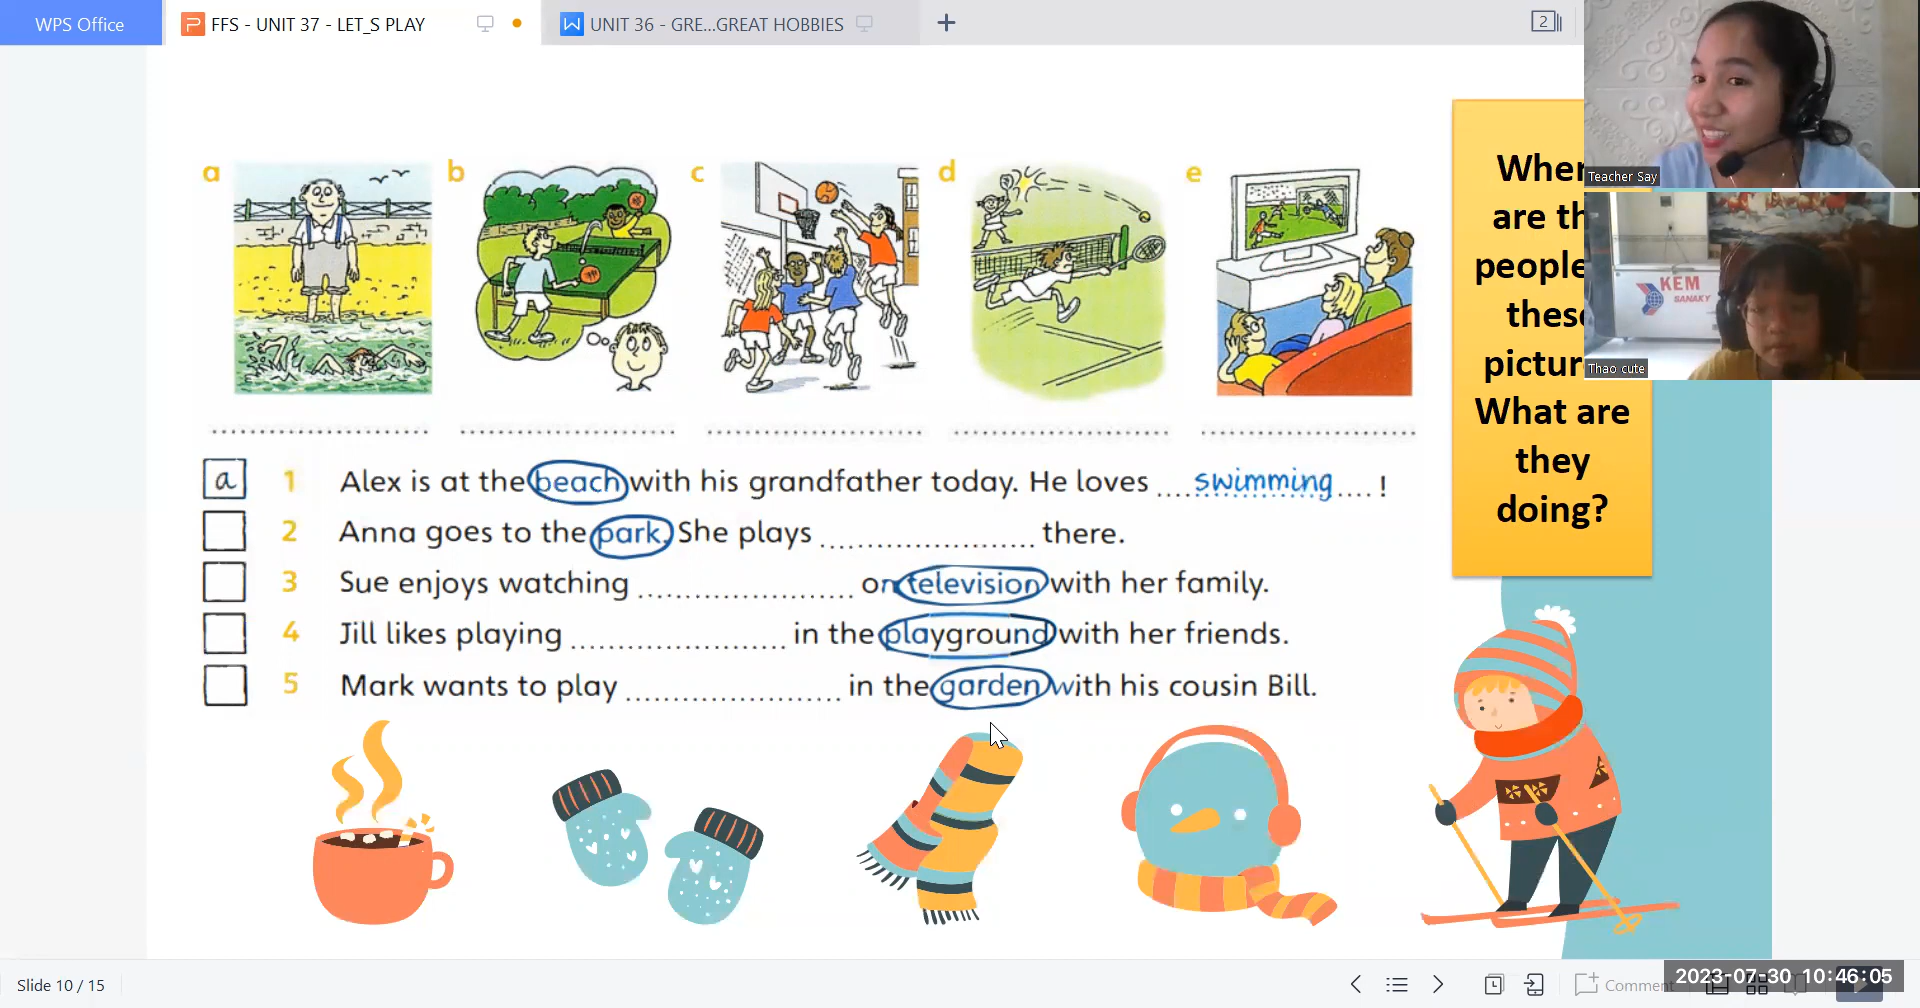 WPS Office
FFS - UNIT 37 - LET_S PLAY
UNIT 36 - GRE...GREAT HOBBIES
2
Teacher Say
KEM
SANAKY
Thao cute
a
b
c
d
e
are
people
What are
they
doing?
a 1 Alex is at the beach with his grandfather today. He loves ....swimming....!
2 Anna goes to the park. She plays ...................... there.
3 Sue enjoys watching ...................... on television with her family.
4 Jill likes playing ...................... in the playground with her friends.
5 Mark wants to play ...................... in the garden with his cousin Bill.
Slide 10 / 15
Comment
2023-07-30 10:46:05